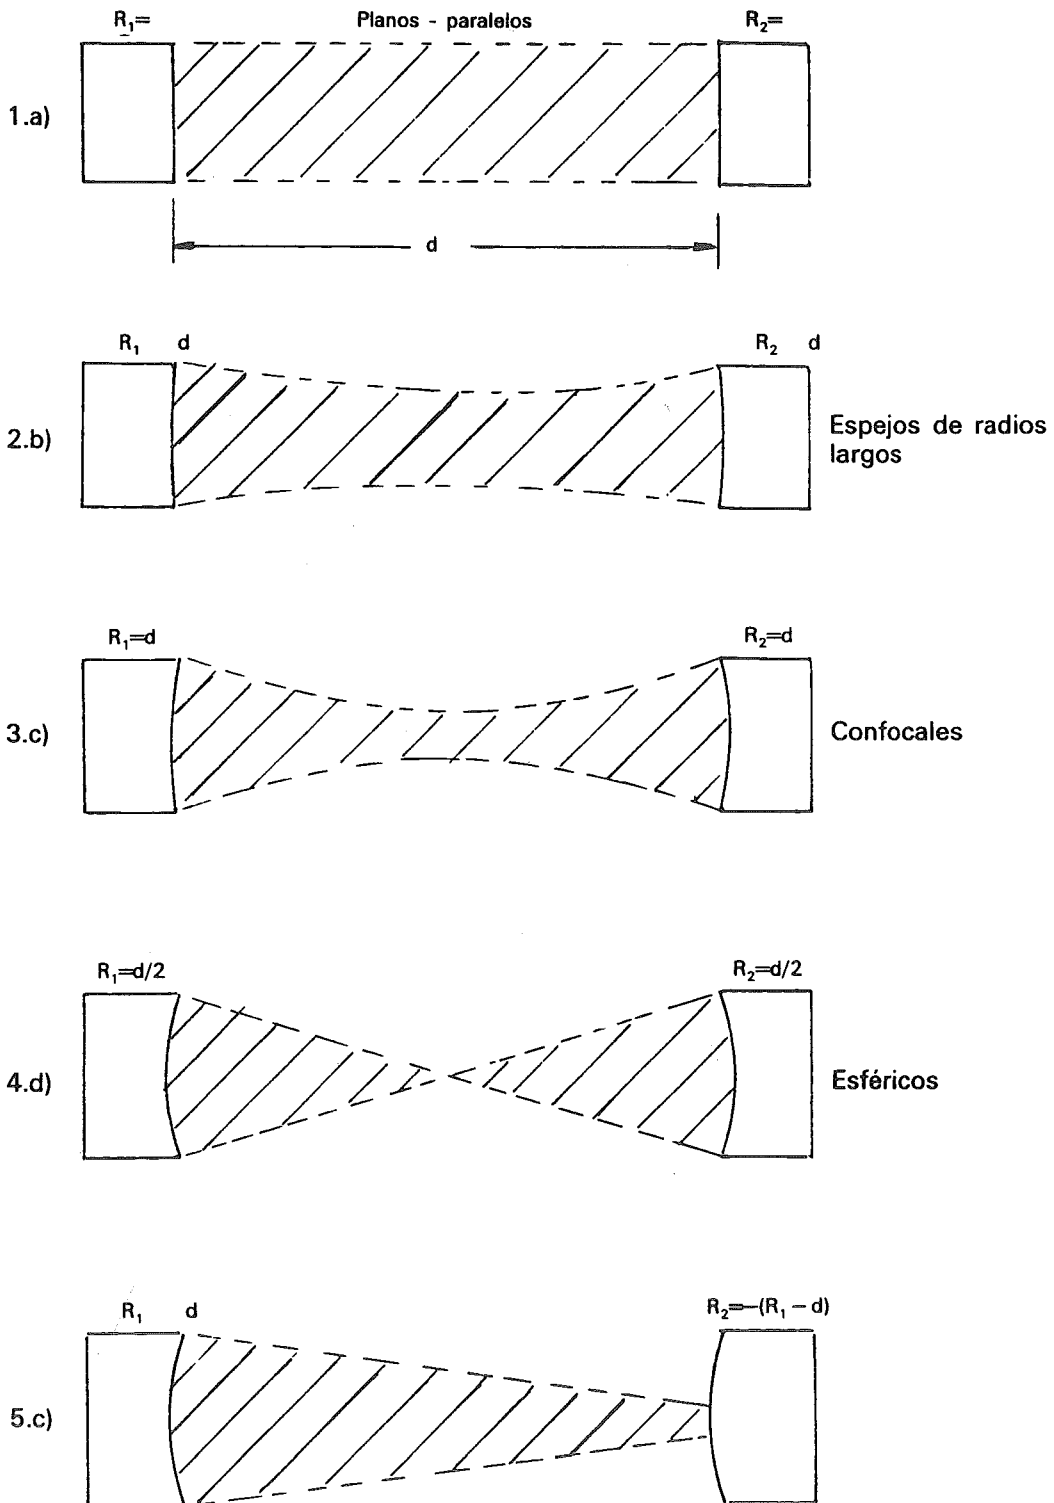 R₁= Planos - paralelos R₂=
1.a)
d
R₁ d R₂ d
2.b) Espejos de radios
largos
R₁=d R₂=d
3.c) Confocales
R₁=d/2 R₂=d/2
4.d) Esféricos
R₁ d R₂=-(R₁-d)
5.c)